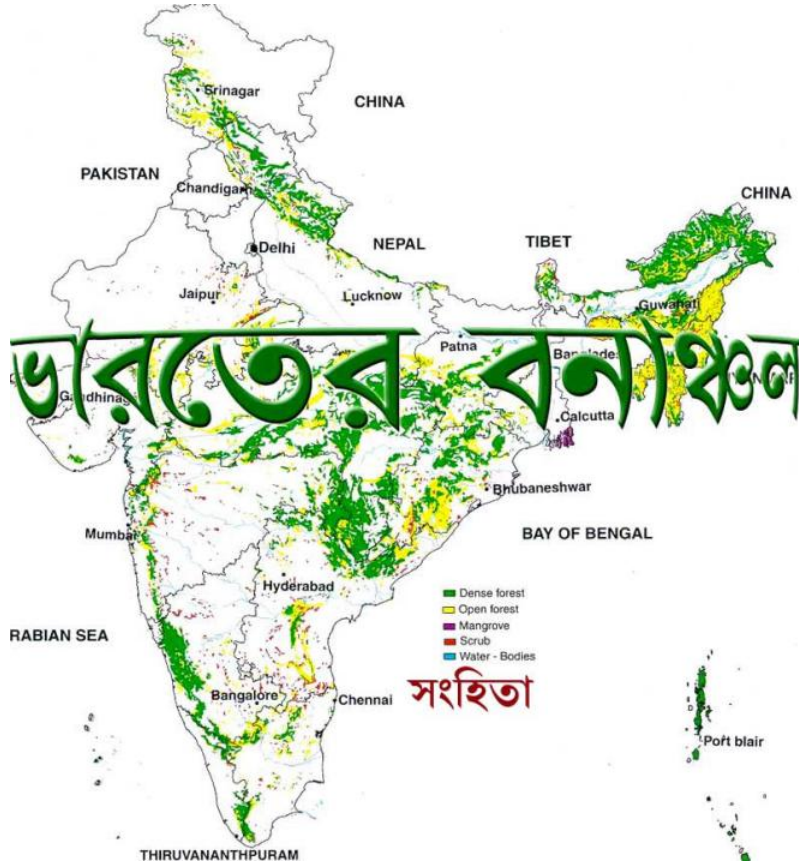 Srinagar
CHINA
PAKISTAN
Chandigarh
CHINA
Delhi
NEPAL
TIBET
Jaipur
Lucknow
Guwahati
Patna
ভারতের বনাঞ্চল
Calcutta
Bhubaneshwar
Mumbai
BAY OF BENGAL
Hyderabad
Dense forest
Open forest
Mangrove
Scrub
Water - Bodies
RABIAN SEA
সংহিতা
Bangalore
Chennai
Port blair
THIRUVANANTHPURAM